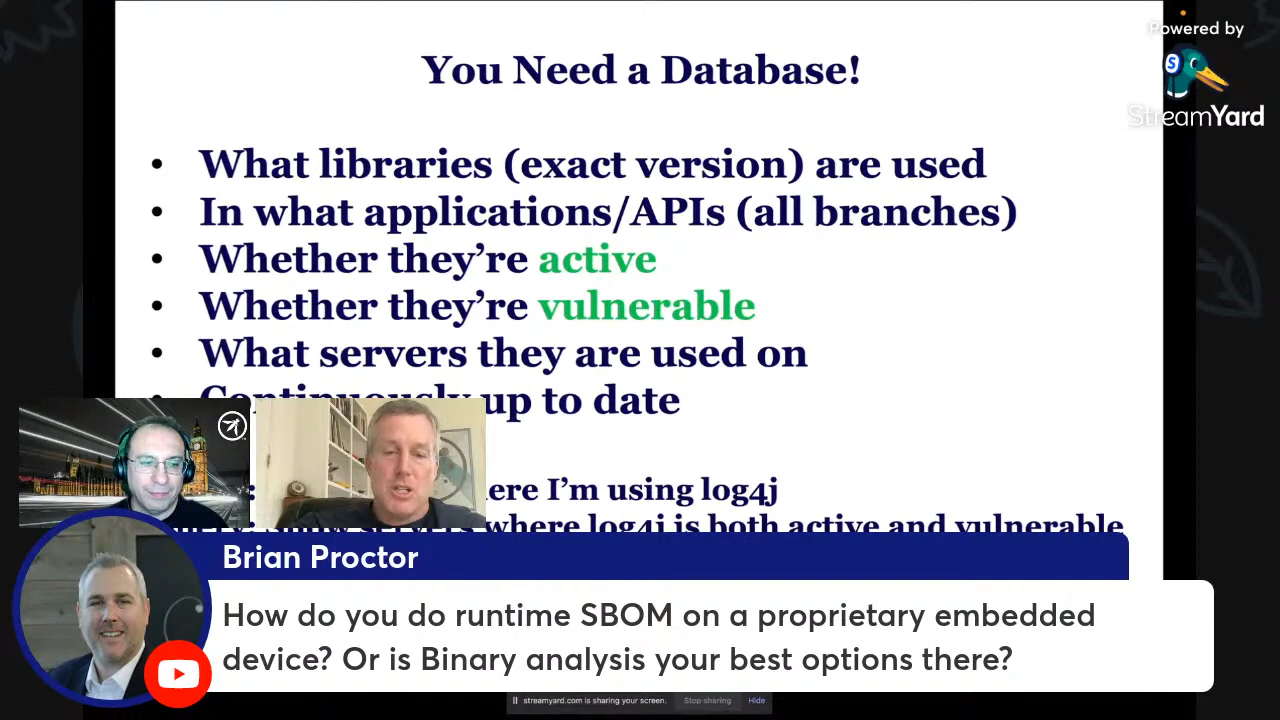 Powered by
StreamYard
You Need a Database!
• What libraries (exact version) are used
• In what applications/APIs (all branches)
• Whether they’re active
• Whether they’re vulnerable
• What servers they are used on
• Continuously up to date
here I’m using log4j
where log4j is both active and vulnerable
Brian Proctor
How do you do runtime SBOM on a proprietary embedded
device? Or is Binary analysis your best options there?
streamyard.com is sharing your screen. Stop sharing Hide